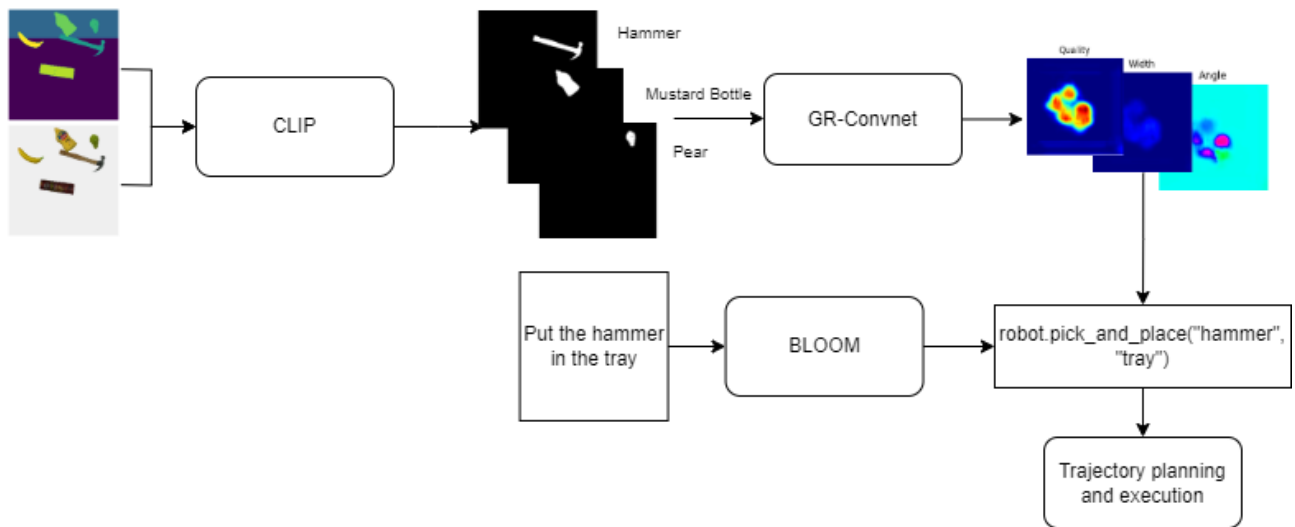 Hammer
Mustard Bottle
Pear
CLIP
GR-Convnet
Quality
Width
Angle
Put the hammer
in the tray
BLOOM
robot.pick_and_place("hammer",
"tray")
Trajectory planning
and execution